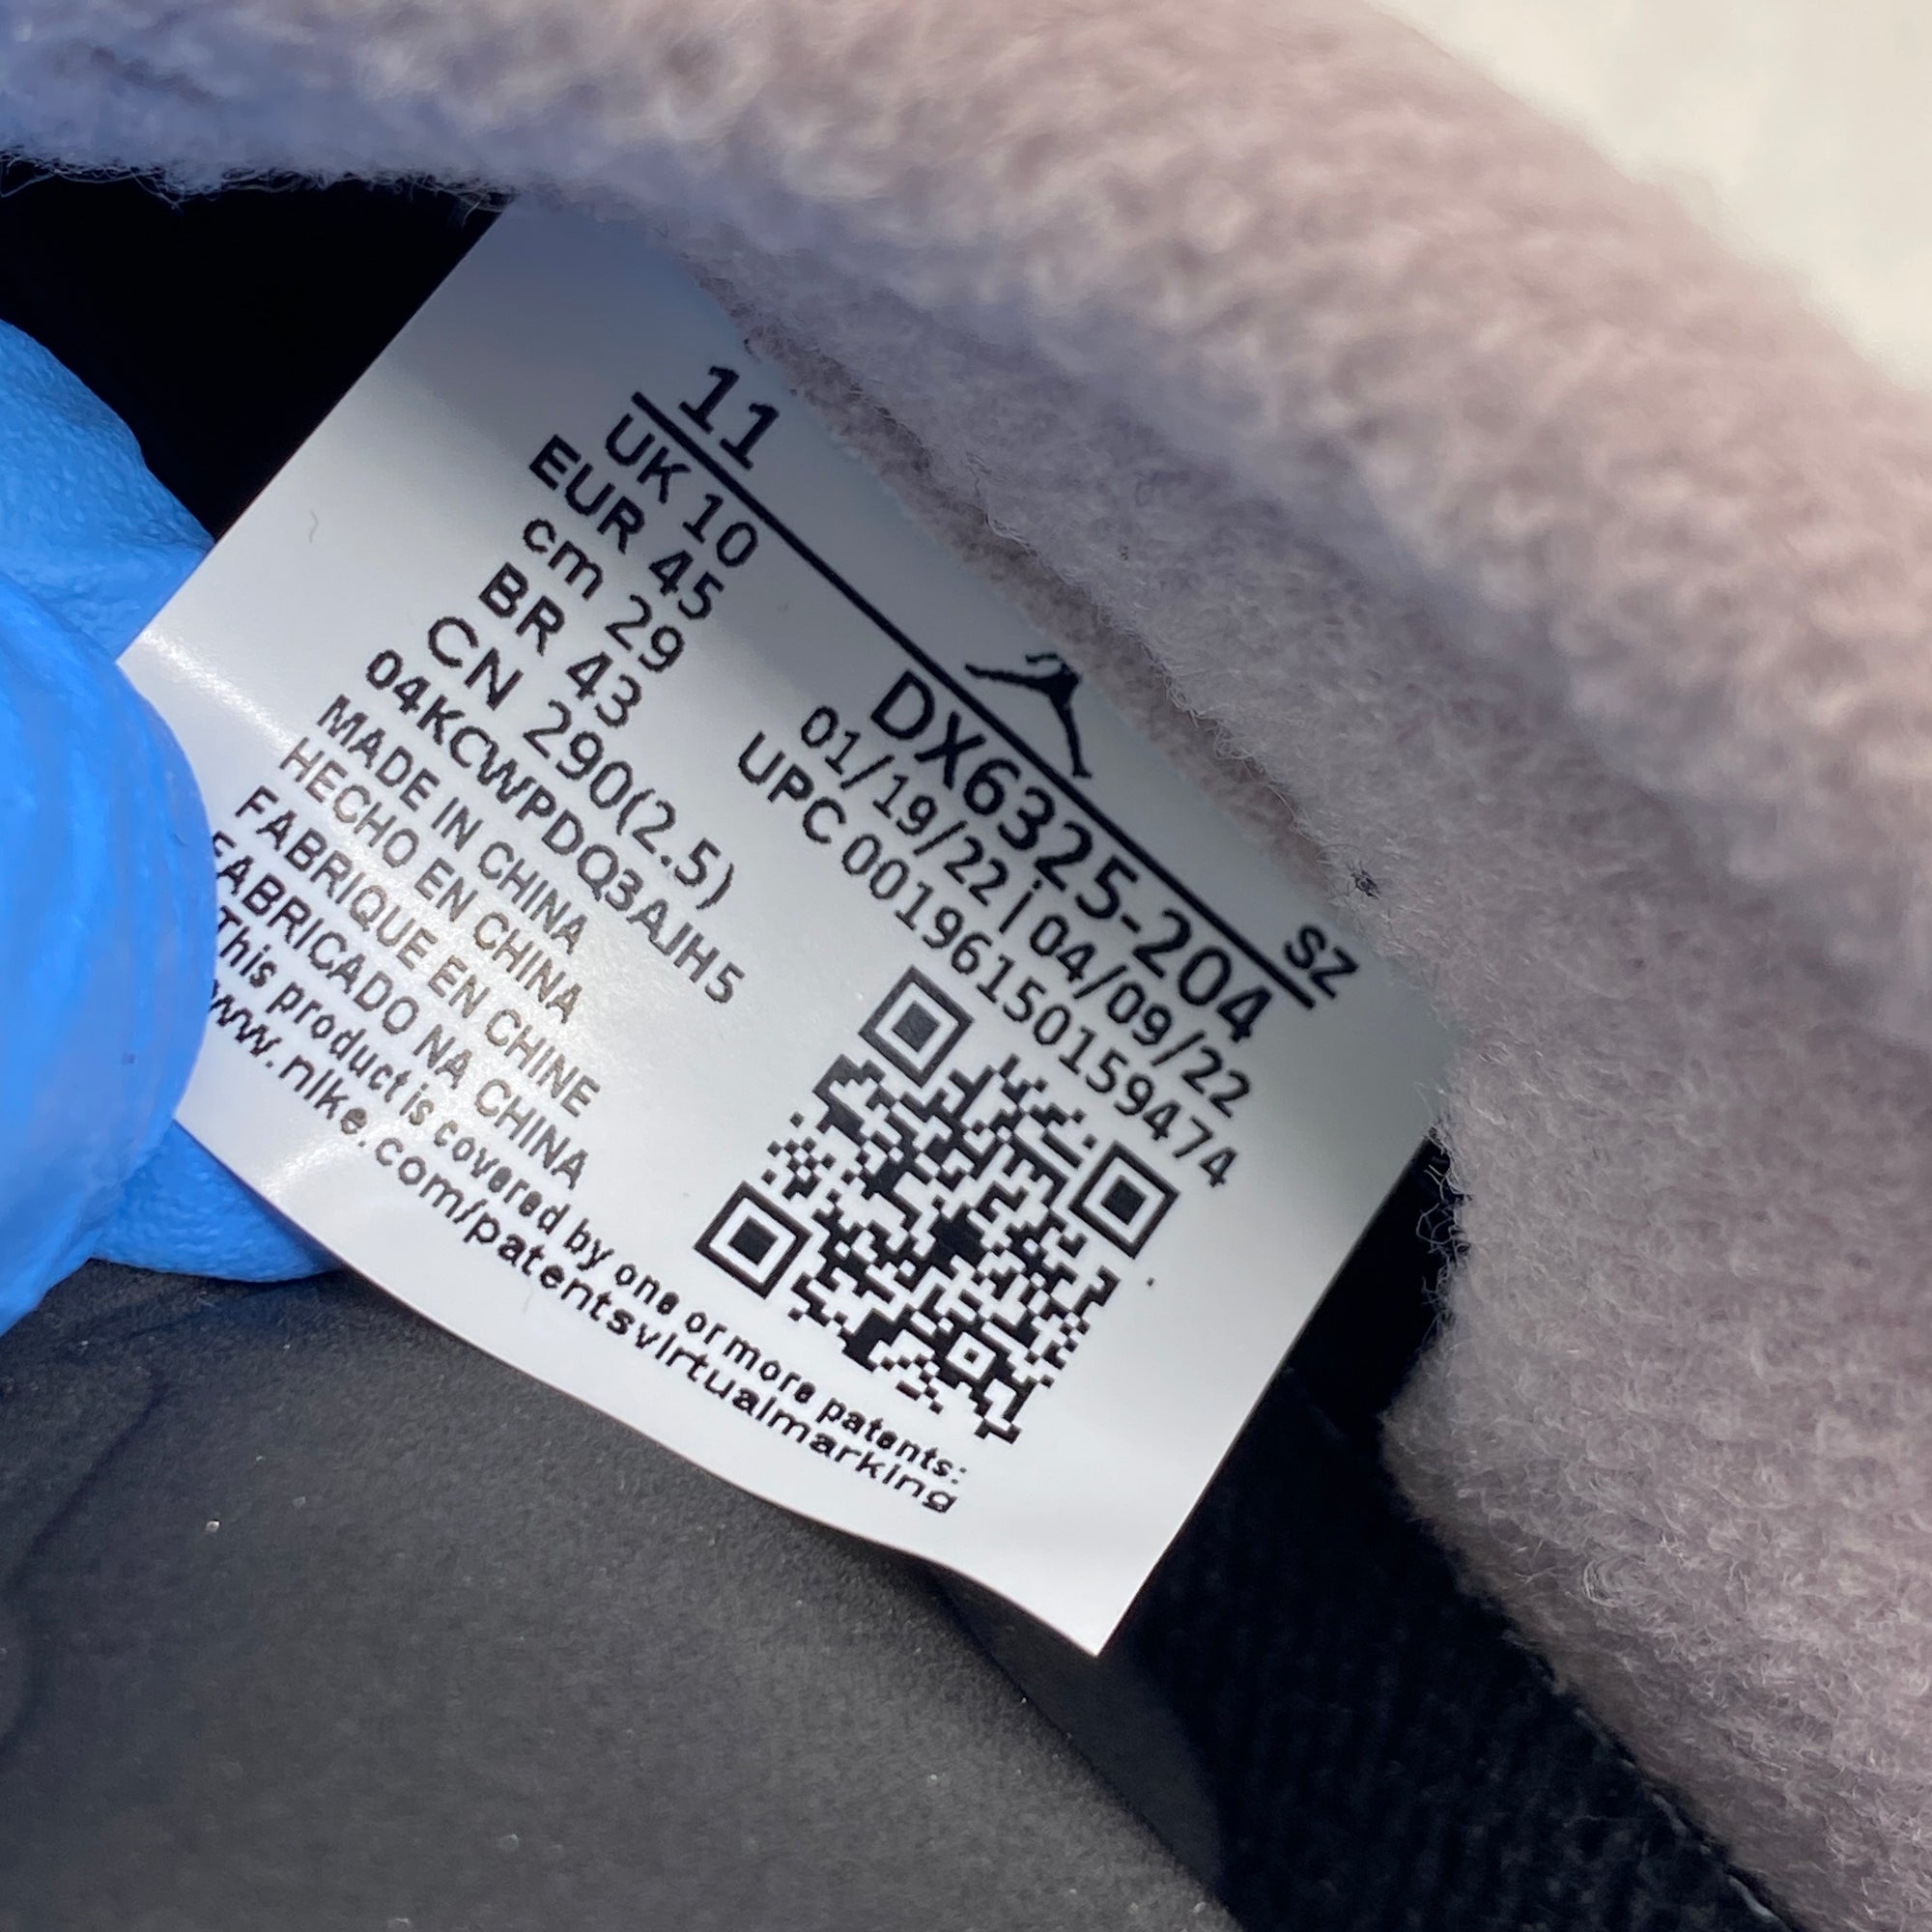 11
SZ
UK 10
EUR 45
cm 29
BR 43
CN 290(2.5)
04KCWPDQ3AJH5
MADE IN CHINA
HECHO EN CHINA
FABRIQUE EN CHINE
FABRICADO NA CHINA
DX6325-204
01/19/22 | 04/09/22
UPC 00196150159474
This product is covered by one or more patents:
www.nike.com/patentsvirtualmarking